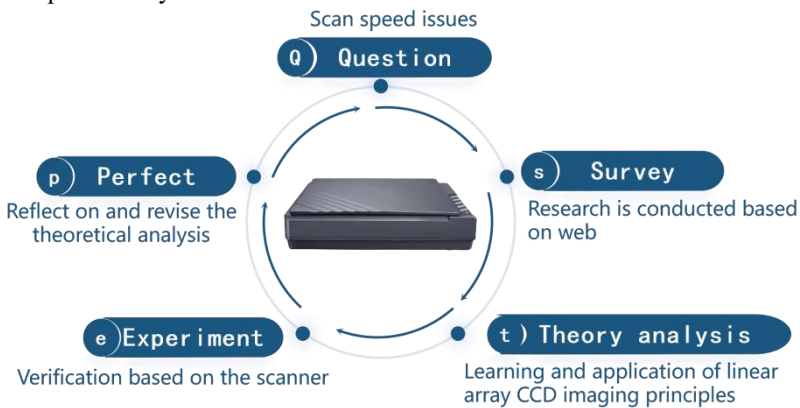 Scan speed issues
Q) Question
s) Survey
Research is conducted based
on web
t) Theory analysis
Learning and application of linear
array CCD imaging principles
e) Experiment
Verification based on the scanner
p) Perfect
Reflect on and revise the
theoretical analysis